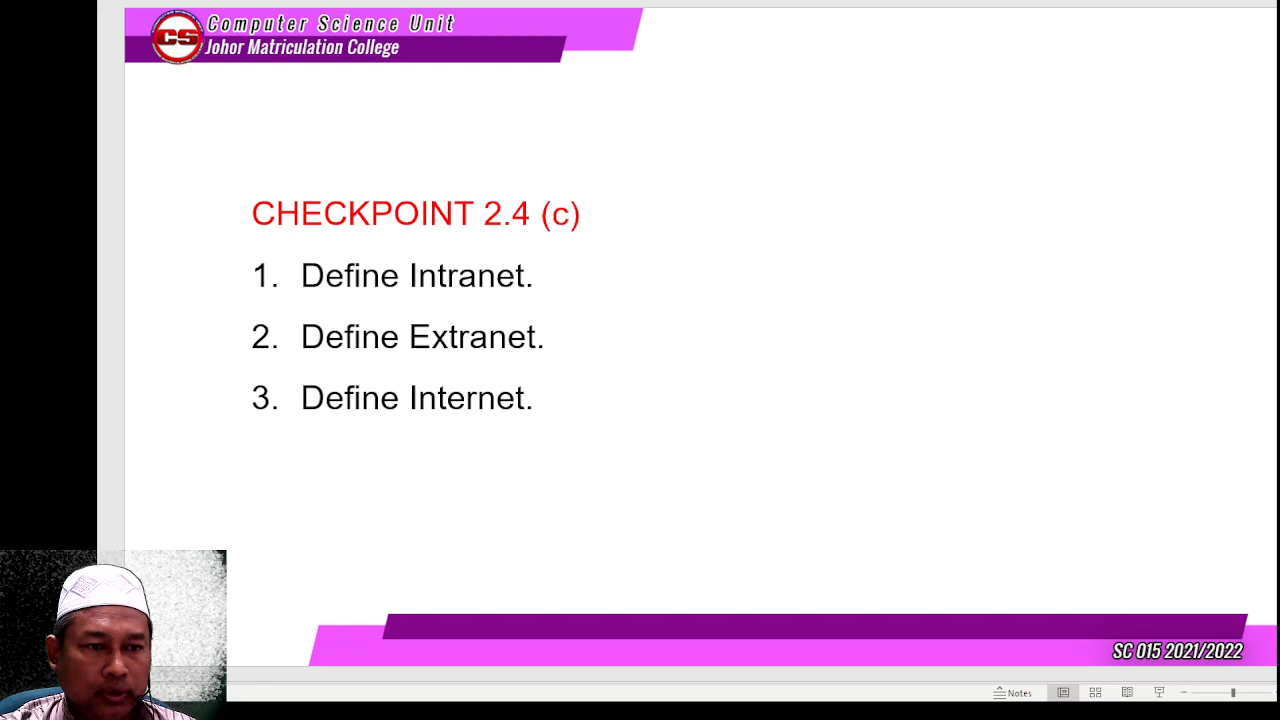 Computer Science Unit
CS
Johor Matriculation College
CHECKPOINT 2.4 (c)
1. Define Intranet.
2. Define Extranet.
3. Define Internet.
SC 015 2021/2022
Notes